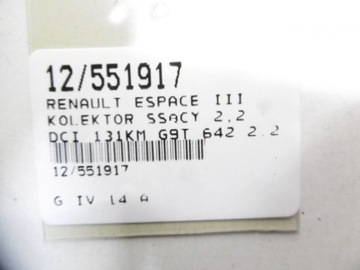 12/551917
RENAULT ESPACE III
KOLEKTOR SSACY 2,2
DCI 131KM G9T 642 2.2
12/551917
G IV 14 A